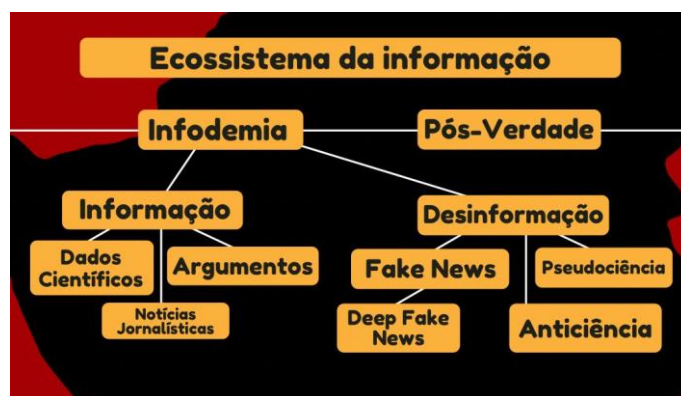 Ecossistema da informação
Infodemia
Pós-Verdade
Informação
Desinformação
Dados
Científicos
Argumentos
Notícias
Jornalísticas
Fake News
Pseudociência
Deep Fake
News
Anticiência